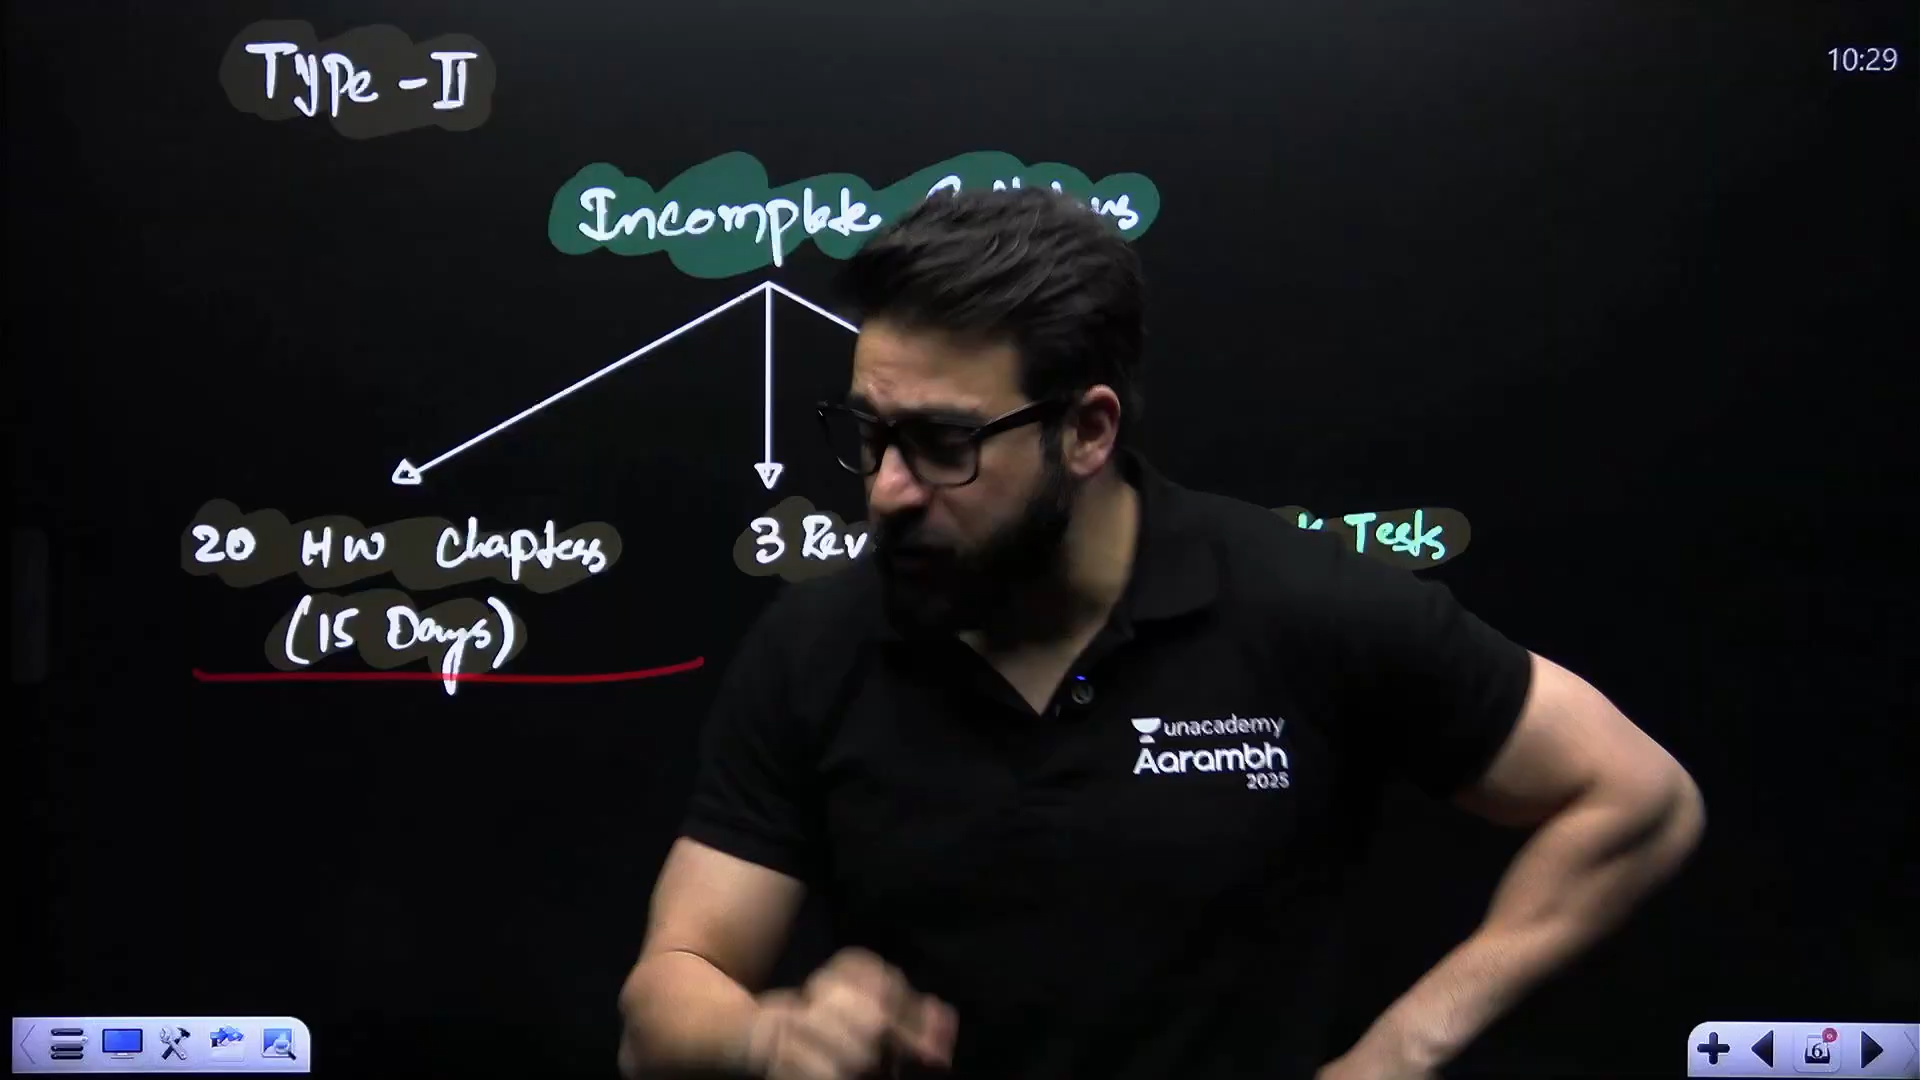 Type-II
10:29
Incomplete
20 HW Chapters
(15 Days)
3 Rev
Tests
unacademy
Aarambh
2025
6